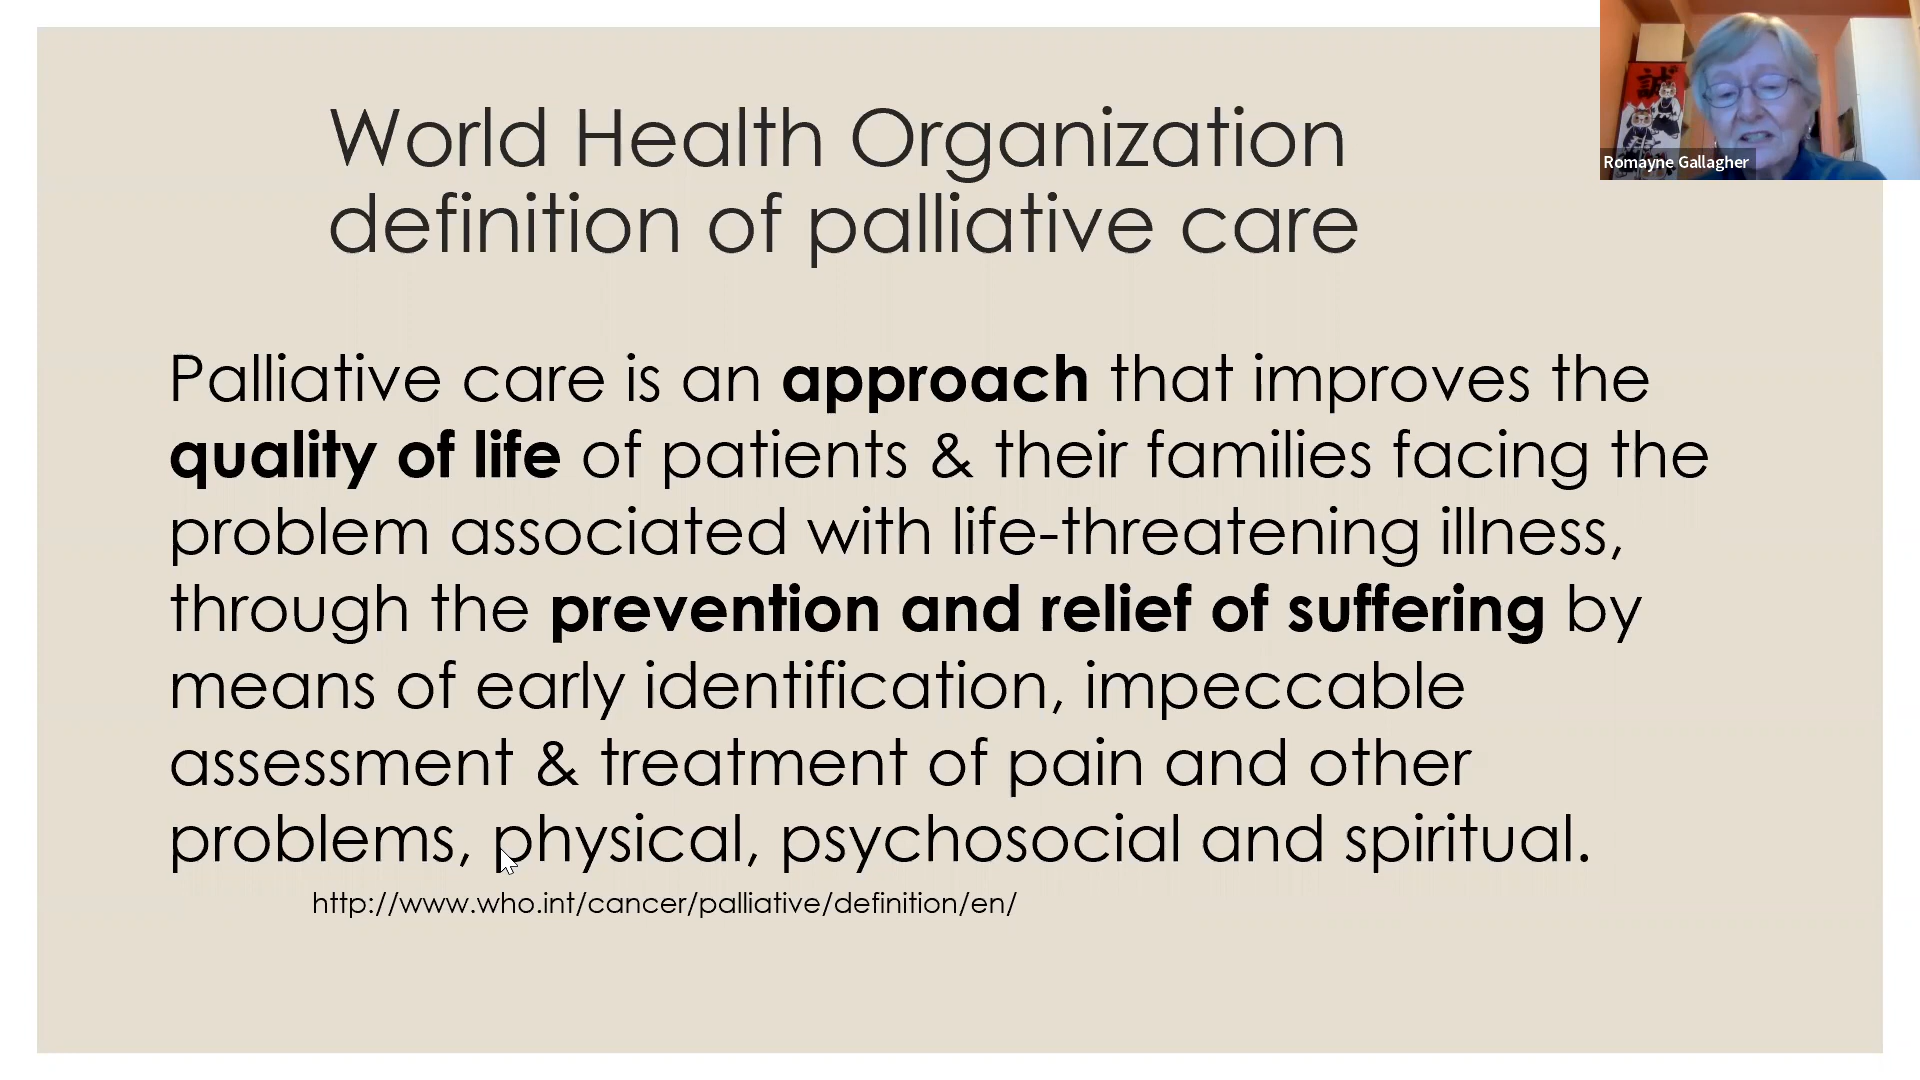 World Health Organization
definition of palliative care
Palliative care is an approach that improves the
quality of life of patients & their families facing the
problem associated with life-threatening illness,
through the prevention and relief of suffering by
means of early identification, impeccable
assessment & treatment of pain and other
problems, physical, psychosocial and spiritual.
http://www.who.int/cancer/palliative/definition/en/
誠
Romayne Gallagher